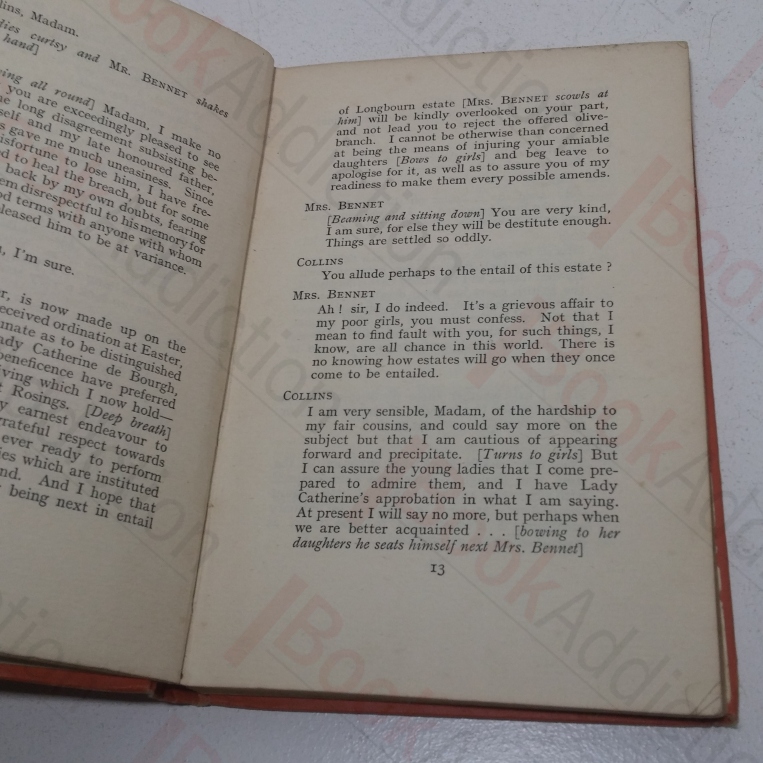 lins, Madam.
dies curtsy and MR. BENNET shakes
hand]
ing all round] Madam, I make no
you are exceedingly pleased to see
e long disagreement subsisting be-
self and my late honoured father,
s gave me much uneasiness. Since
isfortune to lose him, I have fre-
ed to heal the breach, but for some
back by my own doubts, fearing
em disrespectful to his memory for
od terms with anyone with whom
leased him to be at variance.
, I'm sure.
er, is now made up on the
eceived ordination at Easter,
unate as to be distinguished
dy Catherine de Bourgh,
beneficence have preferred
iving which I now hold—
t Rosings. [Deep breath]
y earnest endeavour to
grateful respect towards
ever ready to perform
ies which are instituted
nd. And I hope that
being next in entail
of Longbourn estate [MRS. BENNET scowls at
him] will be kindly overlooked on your part,
and not lead you to reject the offered olive-
branch. I cannot be otherwise than concerned
at being the means of injuring your amiable
daughters [Bows to girls] and beg leave to
apologise for it, as well as to assure you of my
readiness to make them every possible amends.
MRS. BENNET
[Beaming and sitting down] You are very kind,
I am sure, for else they will be destitute enough.
Things are settled so oddly.
COLLINS
You allude perhaps to the entail of this estate ?
MRS. BENNET
Ah ! sir, I do indeed. It's a grievous affair to
my poor girls, you must confess. Not that I
mean to find fault with you, for such things, I
know, are all chance in this world. There is
no knowing how estates will go when they once
come to be entailed.
COLLINS
I am very sensible, Madam, of the hardship to
my fair cousins, and could say more on the
subject but that I am cautious of appearing
forward and precipitate. [Turns to girls] But
I can assure the young ladies that I come pre-
pared to admire them, and I have Lady
Catherine's approbation in what I am saying.
At present I will say no more, but perhaps when
we are better acquainted . . . [bowing to her
daughters he seats himself next Mrs. Bennet]
13
BookAddiction